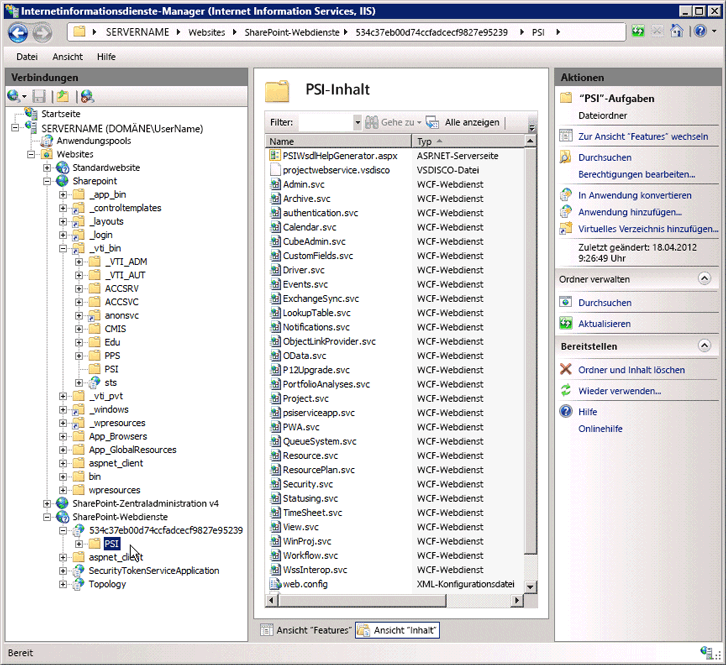 Internetinformationsdienste-Manager (Internet Information Services, IIS)
SERVERNAME Websites SharePoint-Webdienste 534c37eb00d74ccfadcecf9827e95239 PSI
Datei Ansicht Hilfe
Verbindungen
Startseite
SERVERNAME (DOMÄNE\UserName)
Anwendungspools
Websites
Standardwebsite
Sharepoint
_app_bin
_controltemplates
_layouts
_login
_vti_bin
_VTI_ADM
_VTI_AUT
ACCSRV
ACCSVC
anonsvc
CMIS
Edu
PPS
PSI
sts
_vti_pvt
_windows
_wpresources
App_Browsers
App_GlobalResources
aspnet_client
bin
wpresources
SharePoint-Zentraladministration v4
SharePoint-Webdienste
534c37eb00d74ccfadcecf9827e95239
PSI
aspnet_client
SecurityTokenServiceApplication
Topology
PSI-Inhalt
Filter: Gehe zu Alle anzeigen
Name Typ
PSIWsdlHelpGenerator.aspx ASP.NET-Serverseite
projectwebservice.vsdisco VSDISCO-Datei
Admin.svc WCF-Webdienst
Archive.svc WCF-Webdienst
authentication.svc WCF-Webdienst
Calendar.svc WCF-Webdienst
CubeAdmin.svc WCF-Webdienst
CustomFields.svc WCF-Webdienst
Driver.svc WCF-Webdienst
Events.svc WCF-Webdienst
ExchangeSync.svc WCF-Webdienst
LookupTable.svc WCF-Webdienst
Notifications.svc WCF-Webdienst
ObjectLinkProvider.svc WCF-Webdienst
OData.svc WCF-Webdienst
P12Upgrade.svc WCF-Webdienst
PortfolioAnalyses.svc WCF-Webdienst
Project.svc WCF-Webdienst
psiserviceapp.svc WCF-Webdienst
PWA.svc WCF-Webdienst
QueueSystem.svc WCF-Webdienst
Resource.svc WCF-Webdienst
ResourcePlan.svc WCF-Webdienst
Security.svc WCF-Webdienst
Statusing.svc WCF-Webdienst
TimeSheet.svc WCF-Webdienst
View.svc WCF-Webdienst
WinProj.svc WCF-Webdienst
Workflow.svc WCF-Webdienst
WssInterop.svc WCF-Webdienst
web.config XML-Konfigurationsdatei
Ansicht "Features" Ansicht "Inhalt"
Aktionen
"PSI"-Aufgaben
Dateiordner
Zur Ansicht "Features" wechseln
Durchsuchen
Berechtigungen bearbeiten...
In Anwendung konvertieren
Anwendung hinzufügen...
Virtuelles Verzeichnis hinzufügen...
Zuletzt geändert: 18.04.2012
9:26:49 Uhr
Ordner verwalten
Durchsuchen
Aktualisieren
Bereitstellen
Ordner und Inhalt löschen
Wieder verwenden...
Hilfe
Onlinehilfe
Bereit